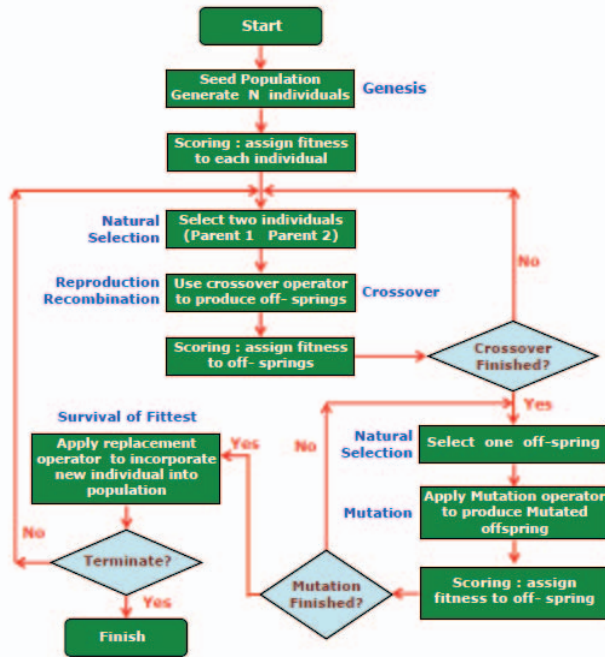 Start
Seed Population
Generate N individuals
Genesis
Scoring : assign fitness
to each individual
Natural
Selection
Select two individuals
(Parent 1 Parent 2)
No
Reproduction
Recombination
Use crossover operator
to produce off- springs
Crossover
Scoring : assign fitness
to off- springs
Crossover
Finished?
Yes
Survival of Fittest
Apply replacement
operator to incorporate
new individual into
population
Yes
No
Natural
Selection
Select one off-spring
Mutation
Apply Mutation operator
to produce Mutated
offspring
No
Terminate?
Mutation
Finished?
Scoring : assign
fitness to off- spring
Yes
Finish